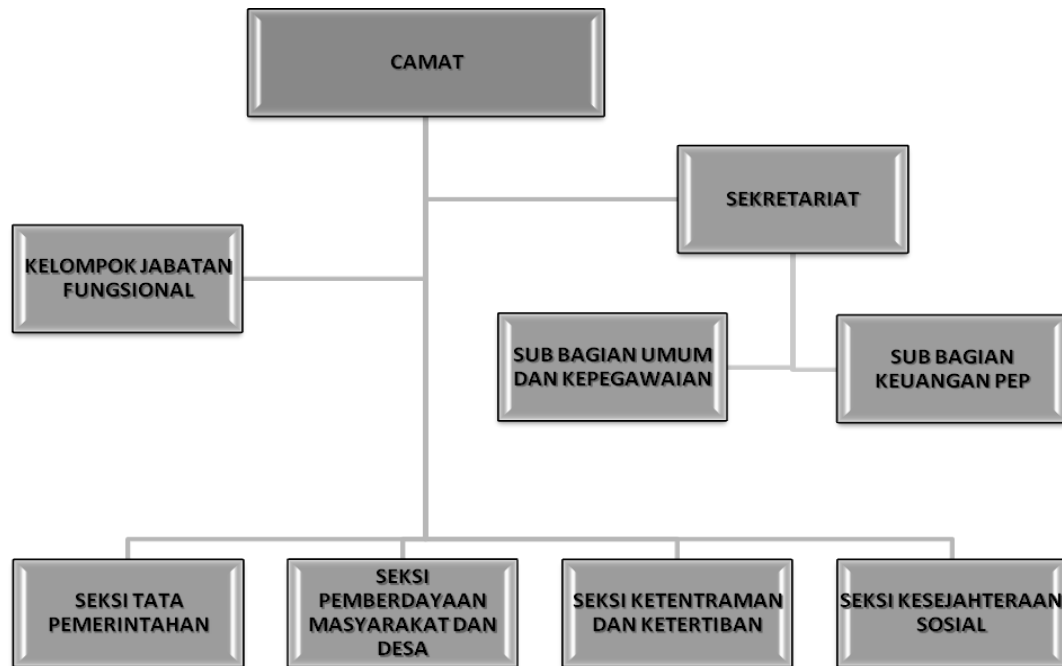 CAMAT
SEKRETARIAT
KELOMPOK JABATAN
FUNGSIONAL
SUB BAGIAN UMUM
DAN KEPEGAWAIAN
SUB BAGIAN
KEUANGAN PEP
SEKSI TATA
PEMERINTAHAN
SEKSI
PEMBERDAYAAN
MASYARAKAT DAN
DESA
SEKSI KETENTRAMAN
DAN KETERTIBAN
SEKSI KESEJAHTERAAN
SOSIAL